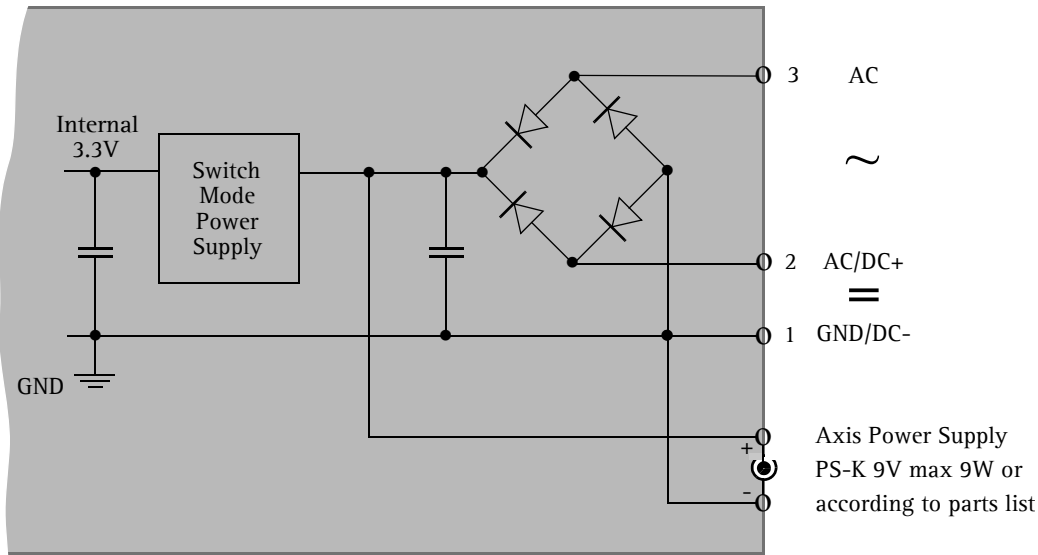 3 AC
Internal
3.3V
Switch
Mode
Power
Supply
~
2 AC/DC+
=
1 GND/DC-
GND
+
Axis Power Supply
PS-K 9V max 9W or
-
according to parts list